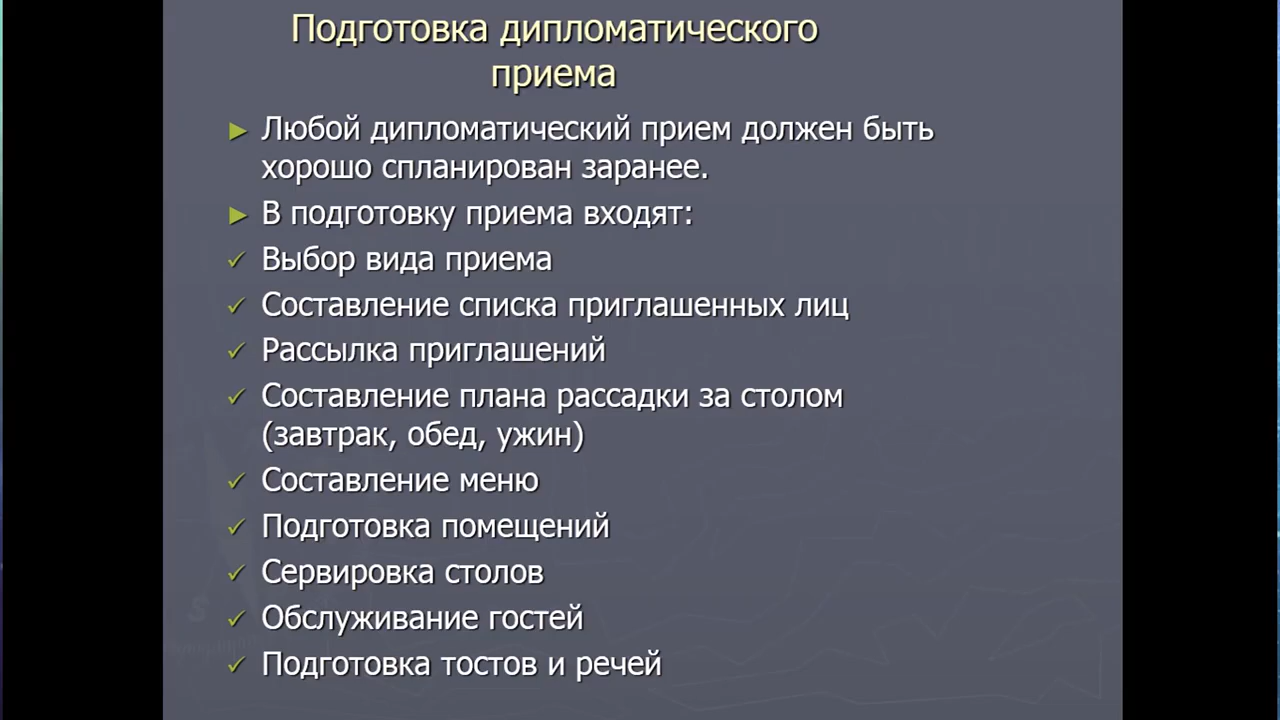 Подготовка дипломатического
приема
► Любой дипломатический прием должен быть
хорошо спланирован заранее.
► В подготовку приема входят:
✓ Выбор вида приема
✓ Составление списка приглашенных лиц
✓ Рассылка приглашений
✓ Составление плана рассадки за столом
(завтрак, обед, ужин)
✓ Составление меню
✓ Подготовка помещений
✓ Сервировка столов
✓ Обслуживание гостей
✓ Подготовка тостов и речей
S